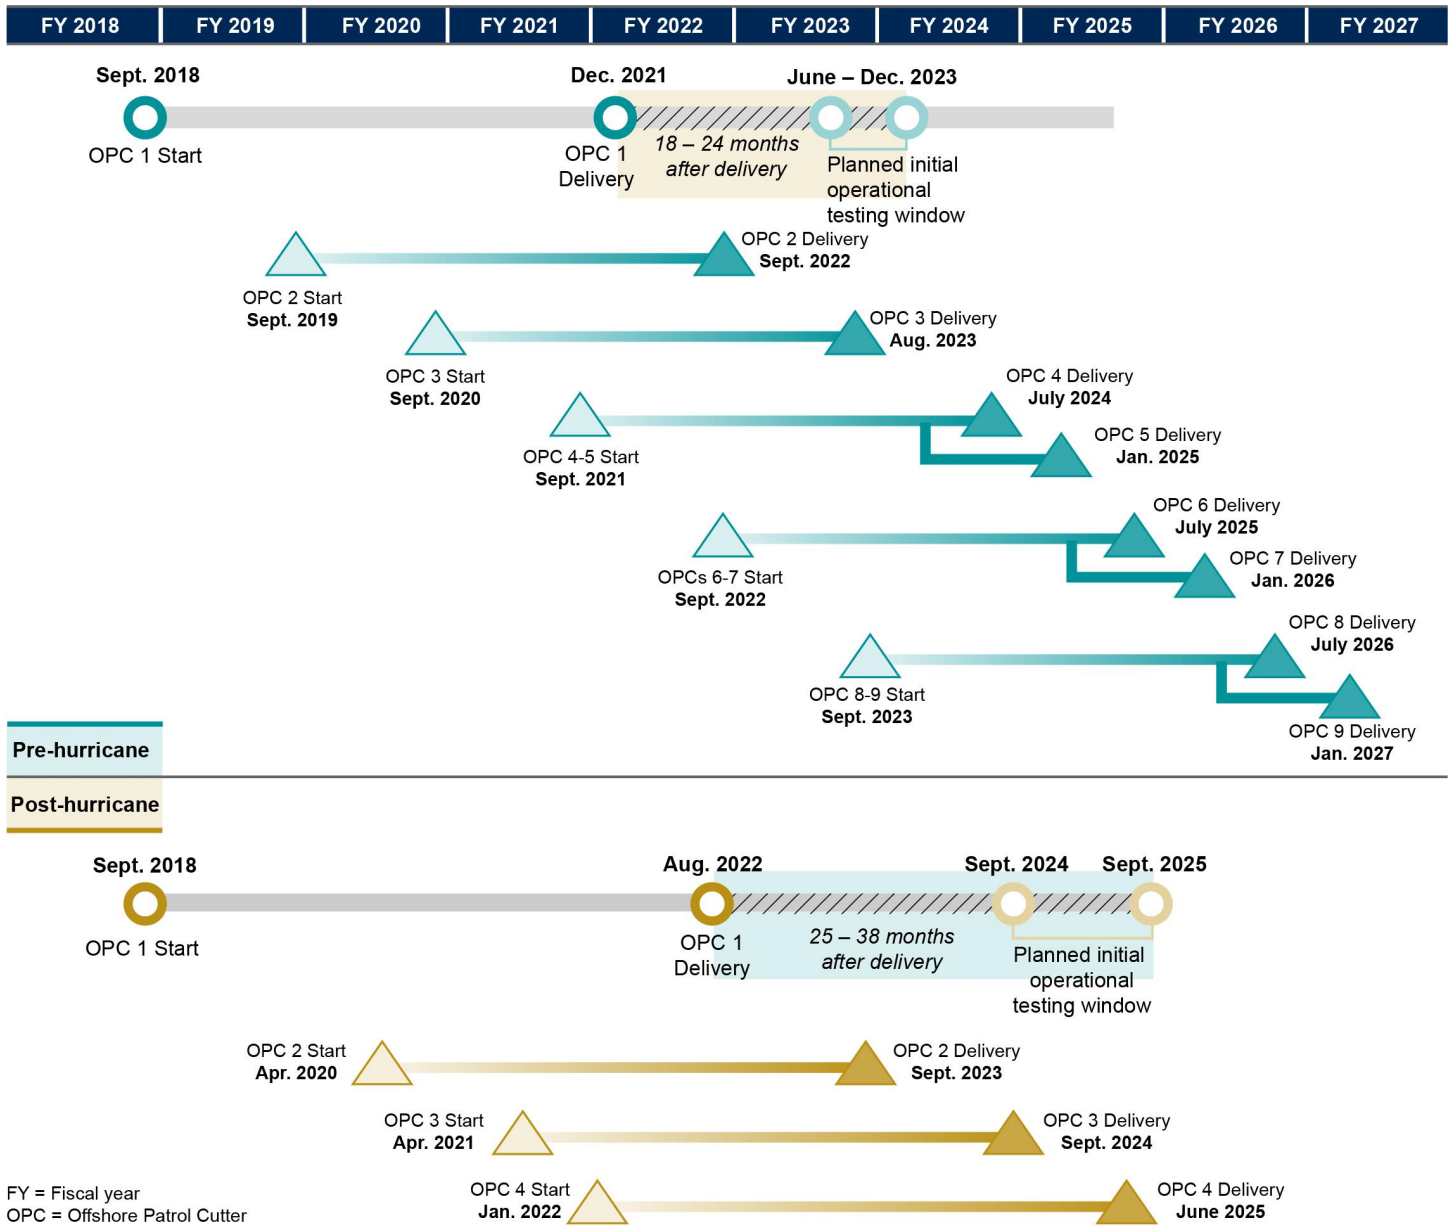 FY 2018 FY 2019 FY 2020 FY 2021 FY 2022 FY 2023 FY 2024 FY 2025 FY 2026 FY 2027
Sept. 2018
Dec. 2021
June – Dec. 2023
OPC 1 Start
OPC 1
Delivery
18 – 24 months
after delivery
Planned initial
operational
testing window
OPC 2 Delivery
Sept. 2022
OPC 2 Start
Sept. 2019
OPC 3 Delivery
Aug. 2023
OPC 3 Start
Sept. 2020
OPC 4 Delivery
July 2024
OPC 5 Delivery
Jan. 2025
OPC 4-5 Start
Sept. 2021
OPC 6 Delivery
July 2025
OPC 7 Delivery
Jan. 2026
OPCs 6-7 Start
Sept. 2022
OPC 8 Delivery
July 2026
OPC 8-9 Start
Sept. 2023
OPC 9 Delivery
Jan. 2027
Pre-hurricane
Post-hurricane
Sept. 2018
Aug. 2022
Sept. 2024
Sept. 2025
OPC 1 Start
OPC 1
Delivery
25 – 38 months
after delivery
Planned initial
operational
testing window
OPC 2 Start
Apr. 2020
OPC 2 Delivery
Sept. 2023
OPC 3 Start
Apr. 2021
OPC 3 Delivery
Sept. 2024
OPC 4 Start
Jan. 2022
OPC 4 Delivery
June 2025
FY = Fiscal year
OPC = Offshore Patrol Cutter